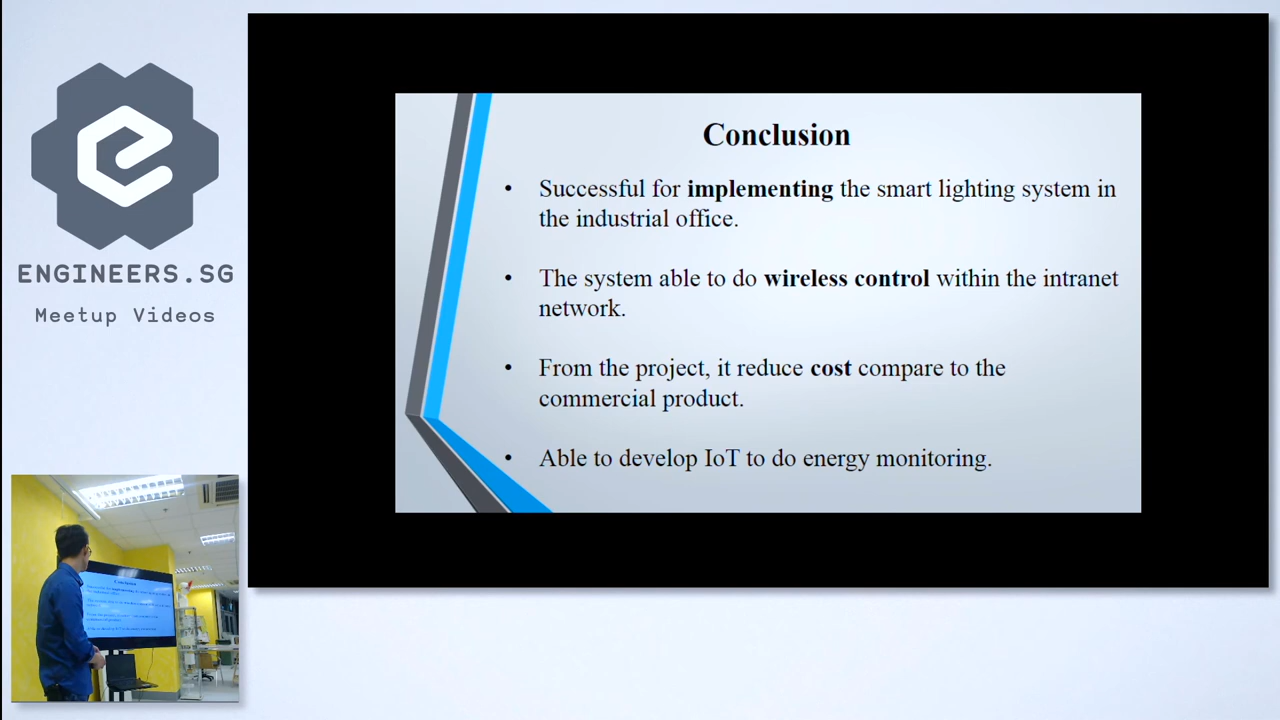 ENGINEERS.SG
Meetup Videos
Conclusion
• Successful for implementing the smart lighting system in
the industrial office.
• The system able to do wireless control within the intranet
network.
• From the project, it reduce cost compare to the
commercial product.
• Able to develop IoT to do energy monitoring.
Conclusion